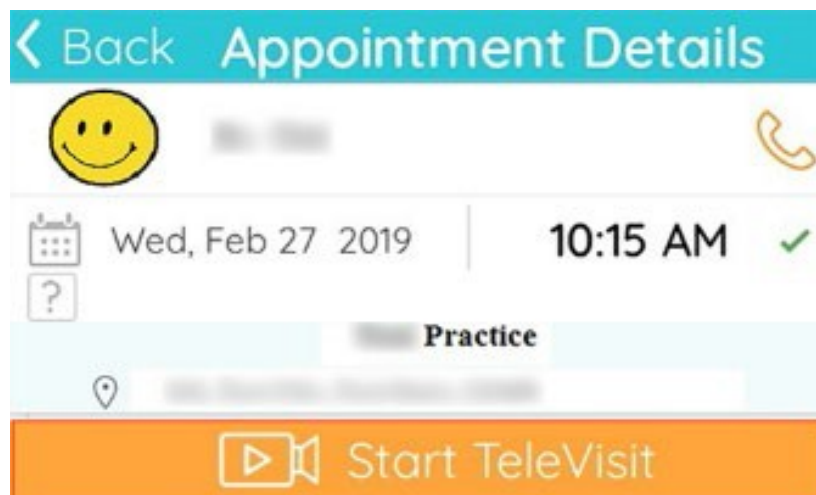 Back Appointment Details
Wed, Feb 27 2019 10:15 AM
?
Practice
Start TeleVisit